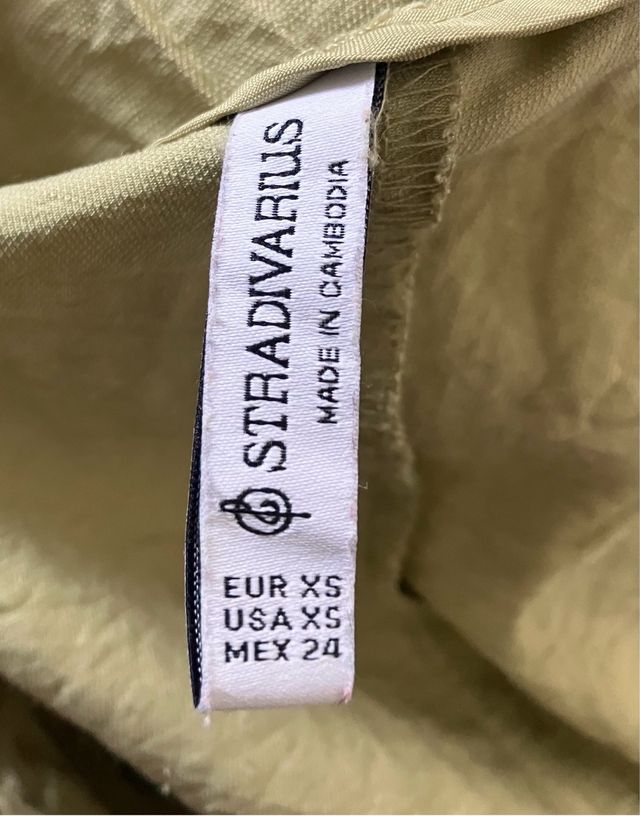 STRADIVARIUS
MADE IN CAMBODIA
EUR XS
USA XS
MEX 24